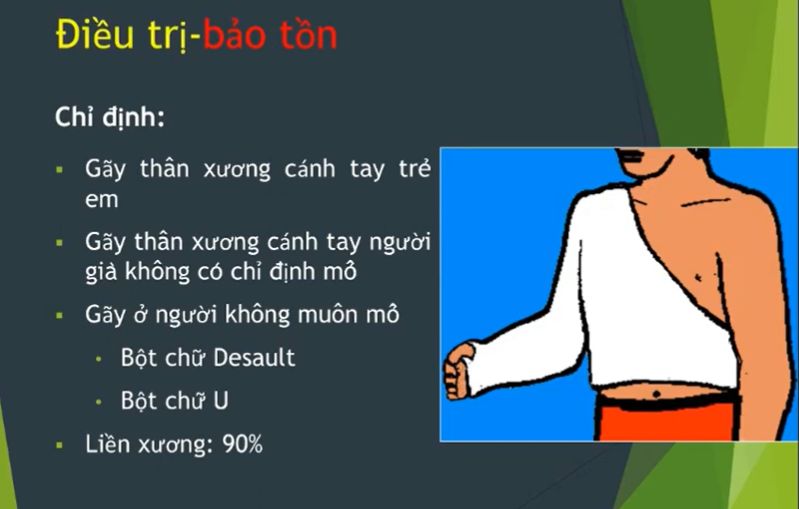 Điều trị-bảo tồn
Chỉ định:
▪ Gãy thân xương cánh tay trẻ
em
▪ Gãy thân xương cánh tay người
già không có chỉ định mổ
▪ Gãy ở người không muôn mổ
• Bột chữ Desault
• Bột chữ U
▪ Liền xương: 90%